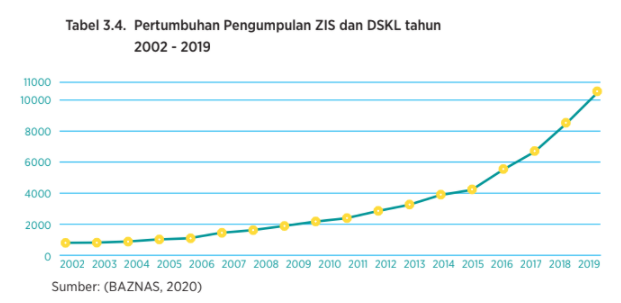 Tabel 3.4. Pertumbuhan Pengumpulan ZIS dan DSKL tahun
2002 - 2019
11000
10000
8000
6000
4000
2000
0
2002 2003 2004 2005 2006 2007 2008 2009 2010 2011 2012 2013 2014 2015 2016 2017 2018 2019
Sumber: (BAZNAS, 2020)